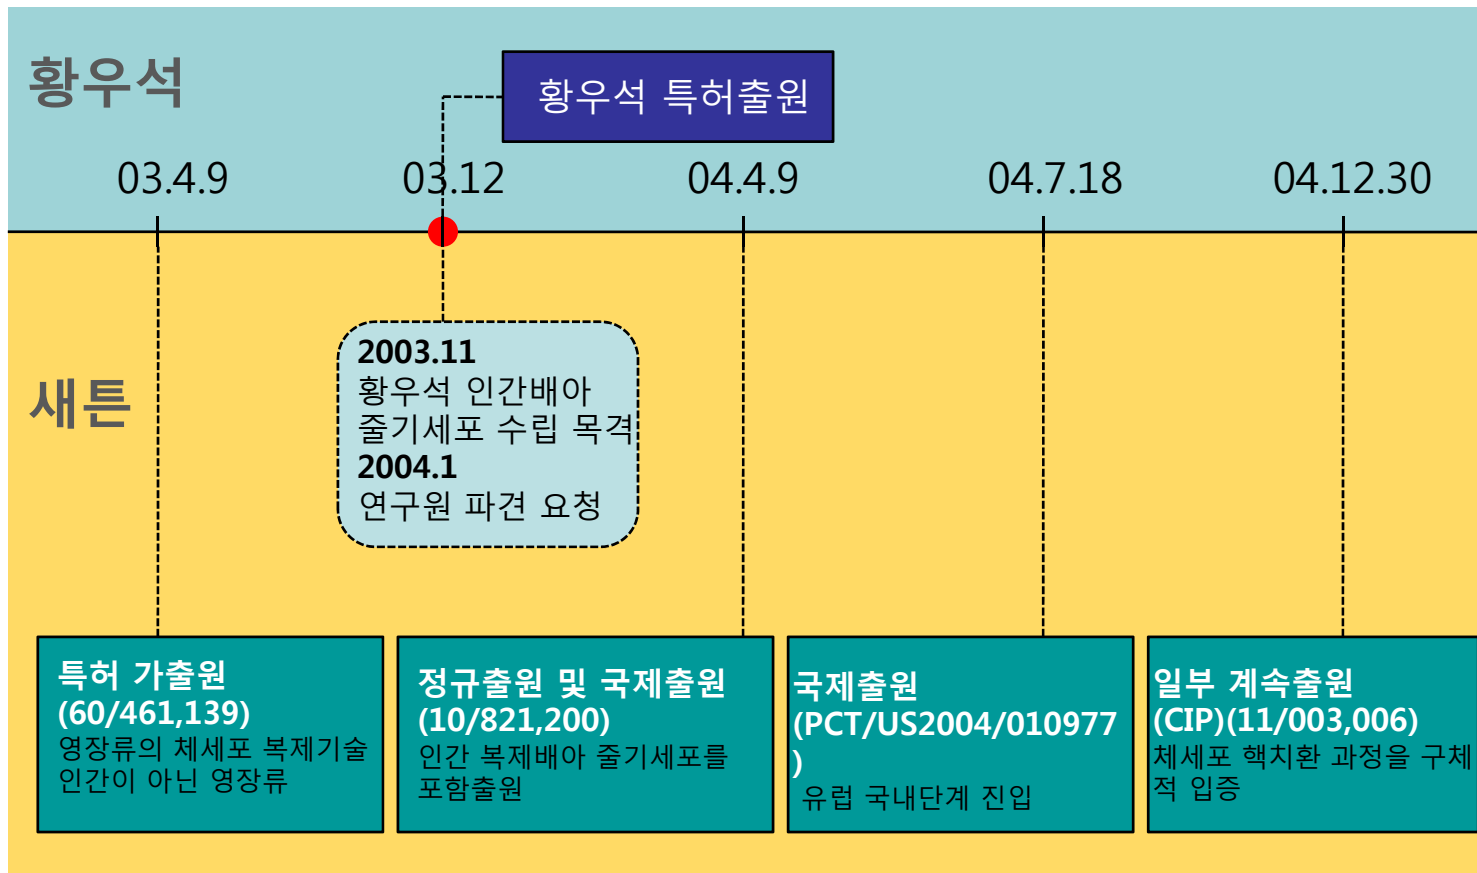 황우석
황우석 특허출원
03.4.9
03.12
04.4.9
04.7.18
04.12.30
새튼
2003.11
황우석 인간배아
줄기세포 수립 목격
2004.1
연구원 파견 요청
특허 가출원
(60/461,139)
영장류의 체세포 복제기술
인간이 아닌 영장류
정규출원 및 국제출원
(10/821,200)
인간 복제배아 줄기세포를
포함출원
국제출원
(PCT/US2004/010977
)
유럽 국내단계 진입
일부 계속출원
(CIP)(11/003,006)
체세포 핵치환 과정을 구체
적 입증